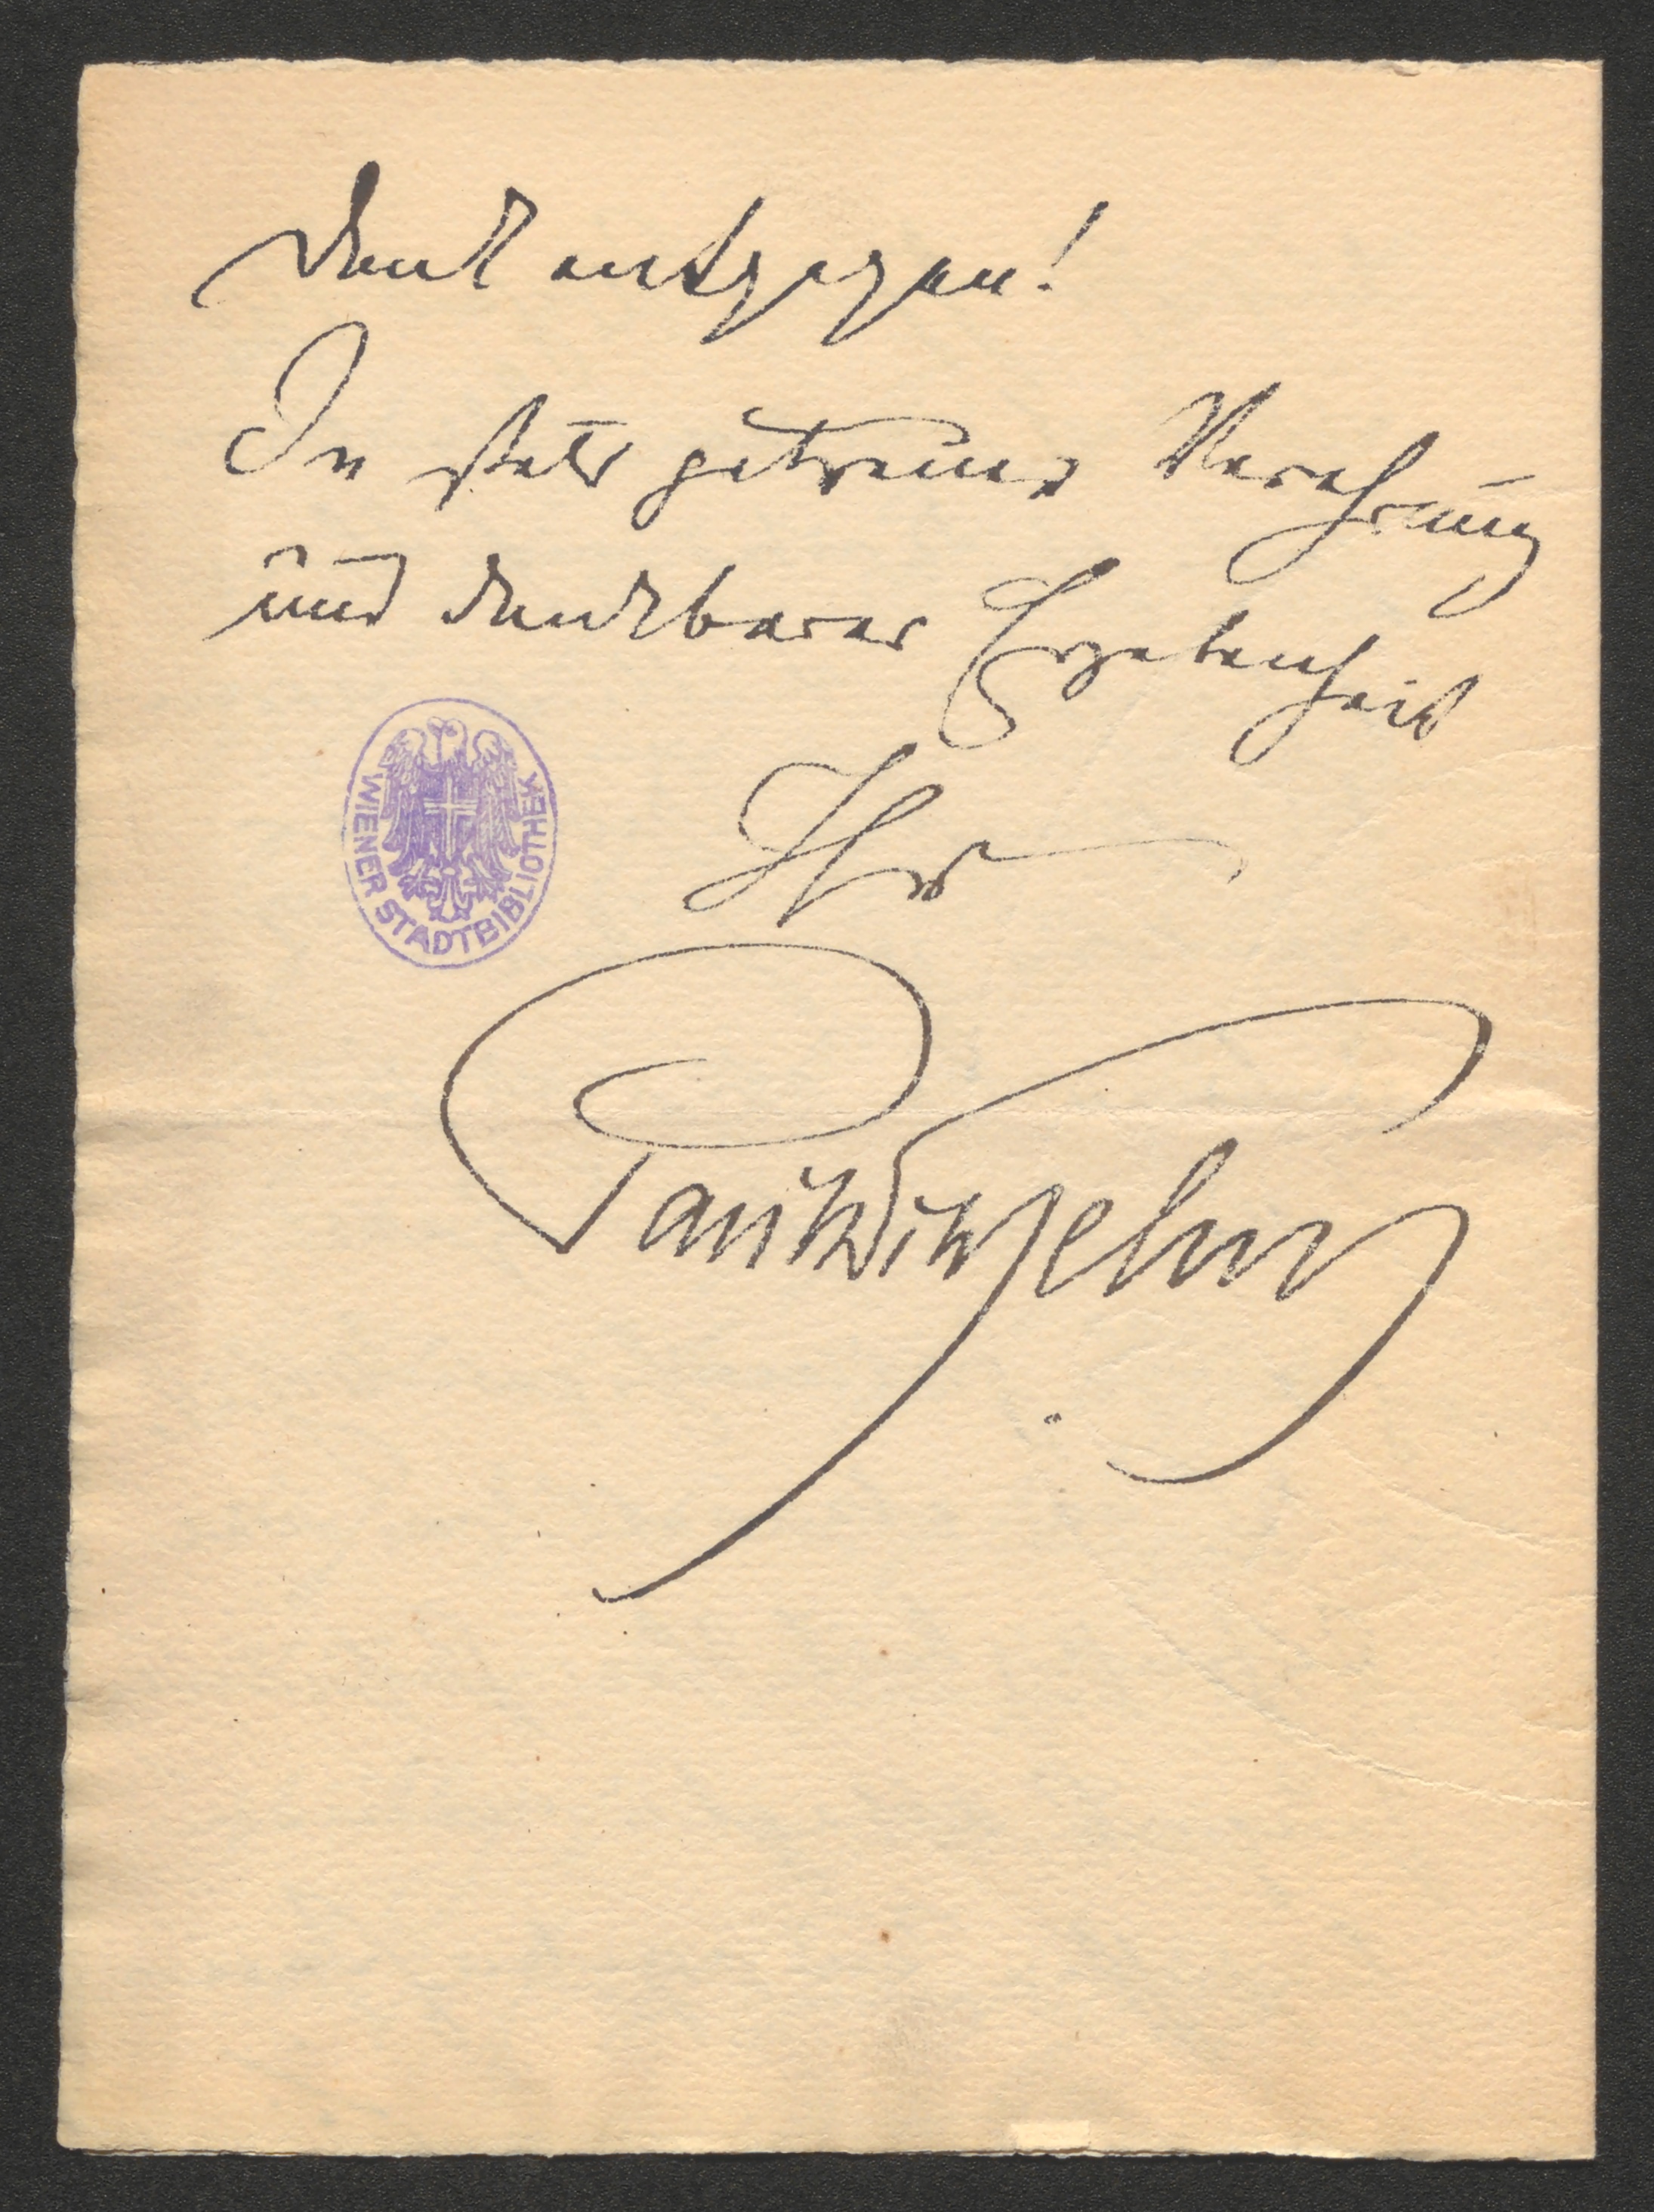 Dank entgegen!
In stets getreuer Verehrung
und dankbarer Ergebenheit
WIENER STADTBIBLIOTHEK
Ihr